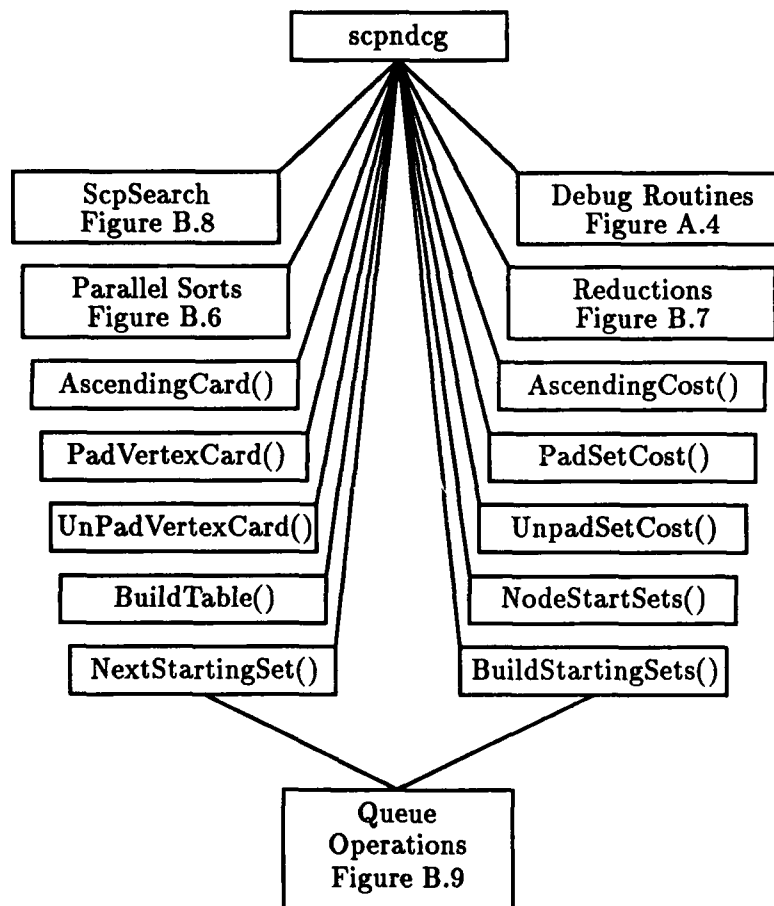 scpndcg
ScpSearch
Figure B.8
Debug Routines
Figure A.4
Parallel Sorts
Figure B.6
Reductions
Figure B.7
AscendingCard()
AscendingCost()
PadVertexCard()
PadSetCost()
UnPadVertexCard()
UnpadSetCost()
BuildTable()
NodeStartSets()
NextStartingSet()
BuildStartingSets()
Queue
Operations
Figure B.9